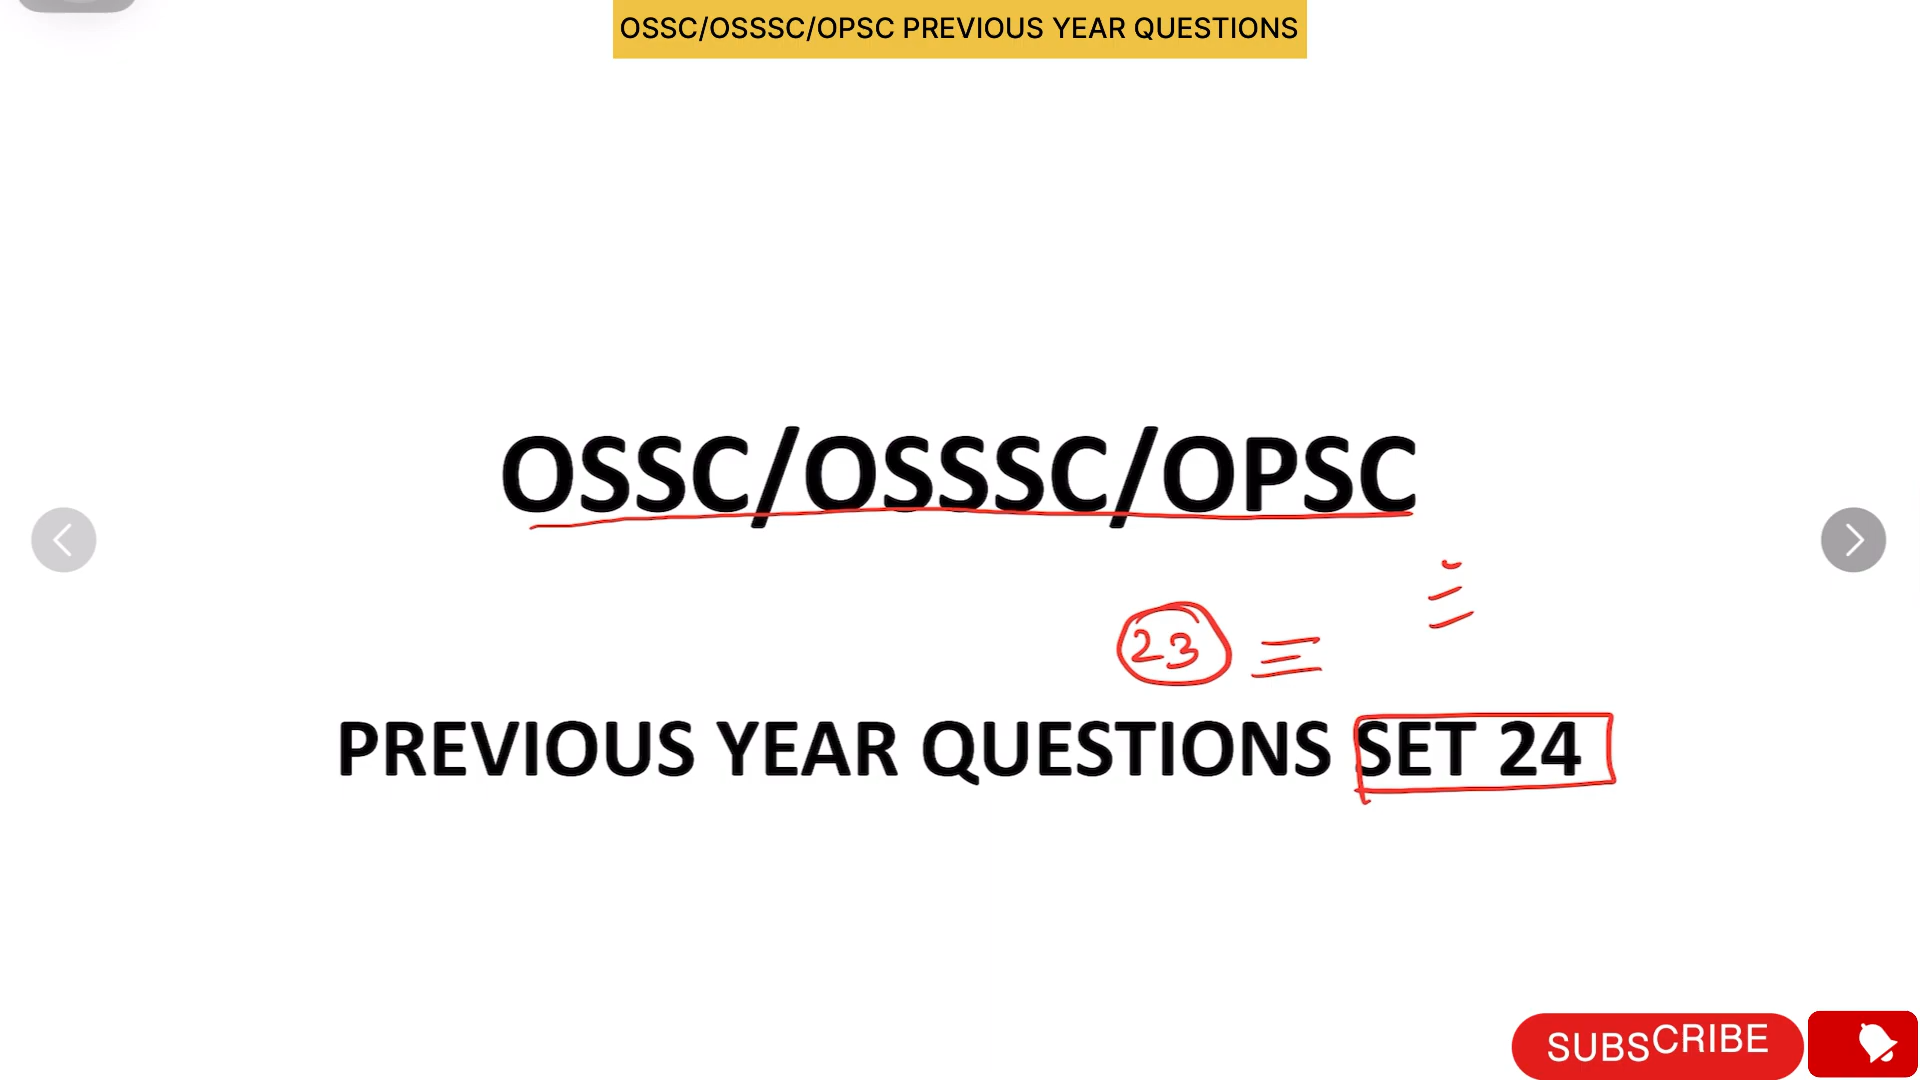 OSSC/OSSSC/OPSC PREVIOUS YEAR QUESTIONS
OSSC/OSSSC/OPSC
23
PREVIOUS YEAR QUESTIONS SET 24
SUBSCRIBE